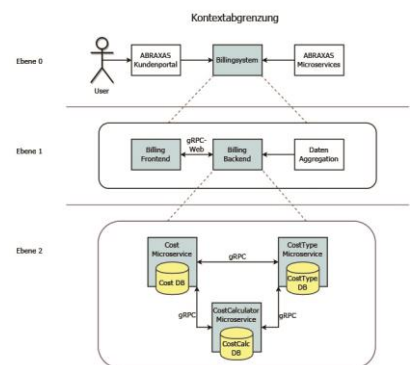 Kontextabgrenzung
Ebene 0
User
ABRAXAS
Kundenportal
Billingsystem
ABRAXAS
Microservices
Ebene 1
Billing
Frontend
gRPC-
Web
Billing
Backend
Daten
Aggregation
Ebene 2
Cost
Microservice
Cost DB
gRPC
CostType
Microservice
CostType
DB
gRPC
CostCalculator
Microservice
CostCalc
DB
gRPC